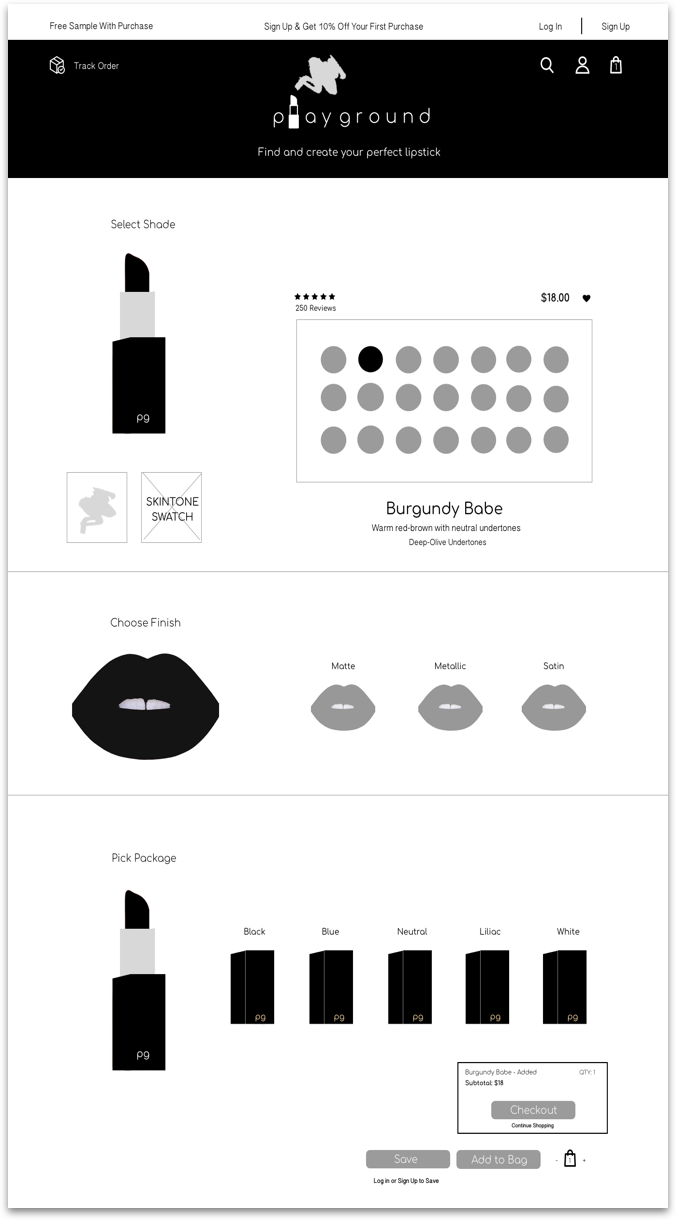 Free Sample With Purchase
Sign Up & Get 10% Off Your First Purchase
Log In
Sign Up
Track Order
1
playground
Find and create your perfect lipstick
Select Shade
★★★★★
250 Reviews
$18.00
pg
SKINTONE
SWATCH
Burgundy Babe
Warm red-brown with neutral undertones
Deep-Olive Undertones
Choose Finish
Matte
Metallic
Satin
Pick Package
Black
Blue
Neutral
Liliac
White
pg
pg
pg
pg
pg
pg
Burgundy Babe - Added
QTY: 1
Subtotal: $18
Checkout
Continue Shopping
Save
Add to Bag
- 1 +
Log in or Sign Up to Save